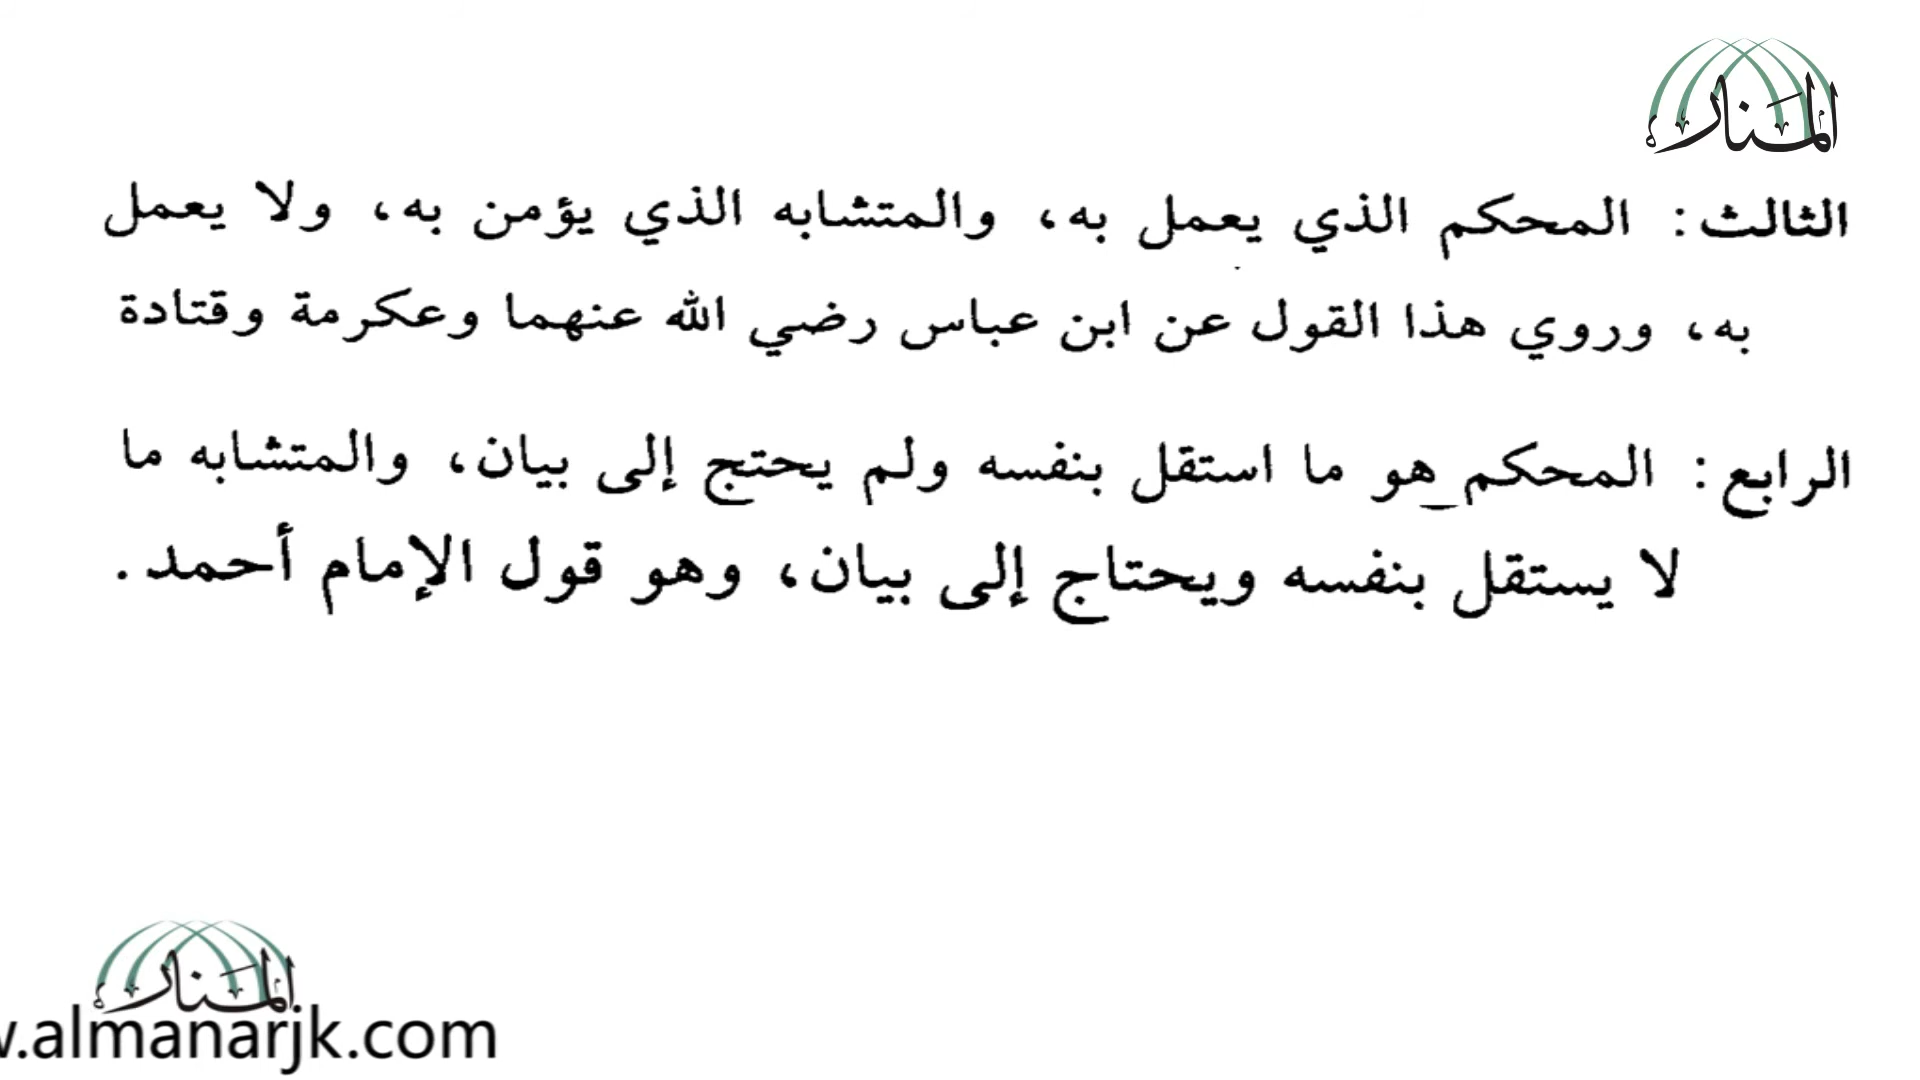 المنار
الثالث: المحكم الذي يعمل به، والمتشابه الذي يؤمن به، ولا يعمل
به، وروي هذا القول عن ابن عباس رضي الله عنهما وعكرمة وقتادة
الرابع: المحكم هو ما استقل بنفسه ولم يحتج إلى بيان، والمتشابه ما
لا يستقل بنفسه ويحتاج إلى بيان، وهو قول الإمام أحمد.
المنار
.almanarjk.com